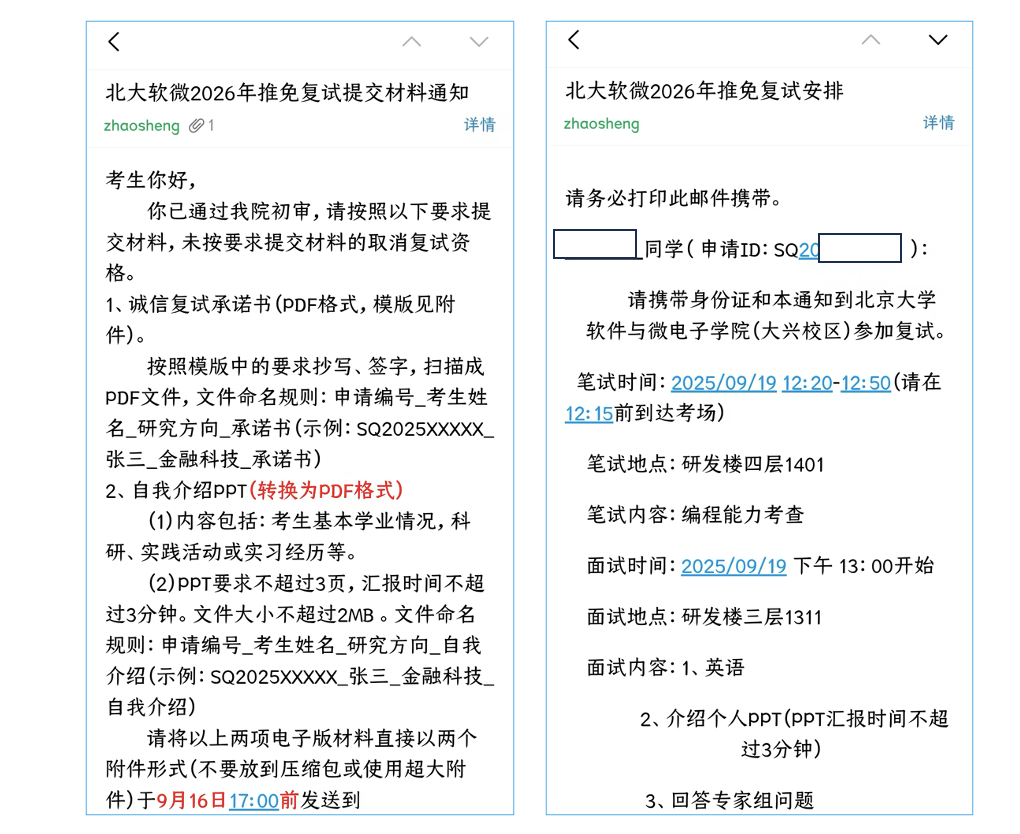 北大软微2026年推免复试提交材料通知
zhaosheng 1
详情
考生你好，
你已通过我院初审，请按照以下要求提
交材料，未按要求提交材料的取消复试资
格。
1、诚信复试承诺书（PDF格式，模版见附
件）。
按照模版中的要求抄写、签字，扫描成
PDF文件，文件命名规则：申请编号_考生姓
名_研究方向_承诺书（示例：SQ2025XXXXX_
张三_金融科技_承诺书）
2、自我介绍PPT（转换为PDF格式）
（1）内容包括：考生基本学业情况，科
研、实践活动或实习经历等。
（2）PPT要求不超过3页，汇报时间不超
过3分钟。文件大小不超过2MB 。文件命名
规则：申请编号_考生姓名_研究方向_自我
介绍（示例：SQ2025XXXXX_张三_金融科技_
自我介绍）
请将以上两项电子版材料直接以两个
附件形式（不要放到压缩包或使用超大附
件）于9月16日17:00前发送到
北大软微2026年推免复试安排
zhaosheng
详情
请务必打印此邮件携带。
同学（ 申请ID：SQ20 ）：
请携带身份证和本通知到北京大学
软件与微电子学院（大兴校区）参加复试。
笔试时间：2025/09/19 12:20-12:50（请在
12:15前到达考场）
笔试地点：研发楼四层1401
笔试内容：编程能力考查
面试时间：2025/09/19 下午 13：00开始
面试地点：研发楼三层1311
面试内容：1、英语
2、介绍个人PPT（PPT汇报时间不超
过3分钟）
3、回答专家组问题